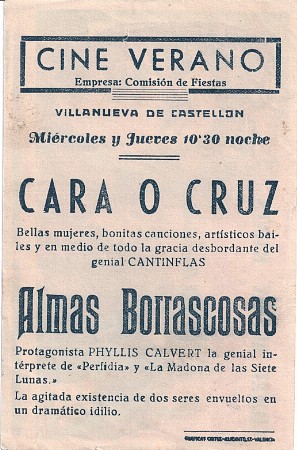 CINE VERANO
Empresa: Comisión de Fiestas
VILLANUEVA DE CASTELLON
Miércoles y Jueves 10'30 noche
CARA O CRUZ
Bellas mujeres, bonitas canciones, artísticos bai-
les y en medio de todo la gracia desbordante del
genial CANTINFLAS
Almas Borrascosas
Protagonista PHYLLIS CALVERT la genial in-
térprete de «Perfidia» y «La Madona de las Siete
Lunas.»
La agitada existencia de dos seres envueltos en
un dramático idilio.